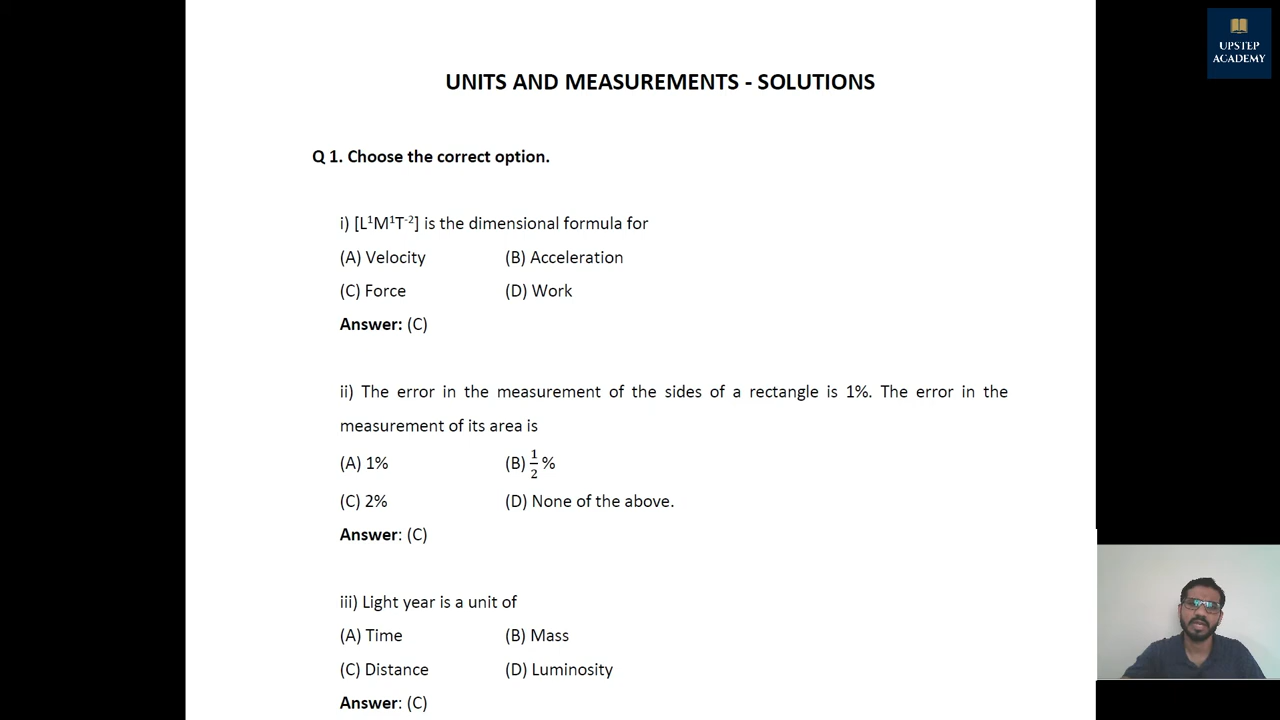 UPSTEP
ACADEMY
UNITS AND MEASUREMENTS - SOLUTIONS
Q 1. Choose the correct option.
i) [L¹M¹T⁻²] is the dimensional formula for
(A) Velocity (B) Acceleration
(C) Force (D) Work
Answer: (C)
ii) The error in the measurement of the sides of a rectangle is 1%. The error in the
measurement of its area is
(A) 1% (B) 1/2 %
(C) 2% (D) None of the above.
Answer: (C)
iii) Light year is a unit of
(A) Time (B) Mass
(C) Distance (D) Luminosity
Answer: (C)